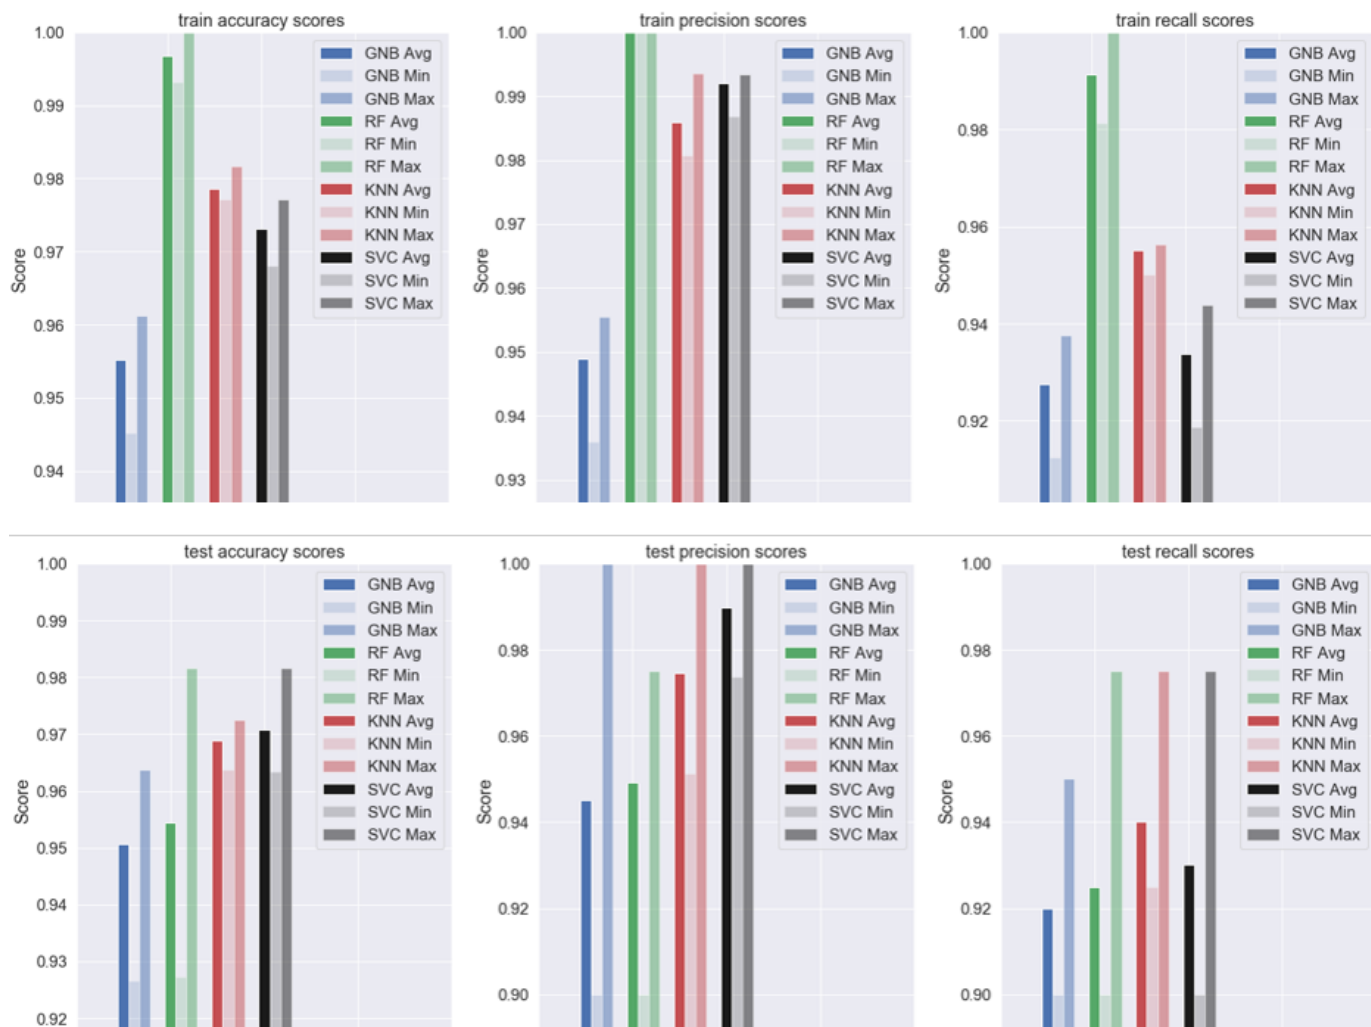 train accuracy scores
1.00
0.99
0.98
0.97
0.96
0.95
0.94
Score
GNB Avg
GNB Min
GNB Max
RF Avg
RF Min
RF Max
KNN Avg
KNN Min
KNN Max
SVC Avg
SVC Min
SVC Max
train precision scores
1.00
0.99
0.98
0.97
0.96
0.95
0.94
0.93
Score
GNB Avg
GNB Min
GNB Max
RF Avg
RF Min
RF Max
KNN Avg
KNN Min
KNN Max
SVC Avg
SVC Min
SVC Max
train recall scores
1.00
0.98
0.96
0.94
0.92
Score
GNB Avg
GNB Min
GNB Max
RF Avg
RF Min
RF Max
KNN Avg
KNN Min
KNN Max
SVC Avg
SVC Min
SVC Max
test accuracy scores
1.00
0.99
0.98
0.97
0.96
0.95
0.94
0.93
0.92
Score
GNB Avg
GNB Min
GNB Max
RF Avg
RF Min
RF Max
KNN Avg
KNN Min
KNN Max
SVC Avg
SVC Min
SVC Max
test precision scores
1.00
0.98
0.96
0.94
0.92
0.90
Score
GNB Avg
GNB Min
GNB Max
RF Avg
RF Min
RF Max
KNN Avg
KNN Min
KNN Max
SVC Avg
SVC Min
SVC Max
test recall scores
1.00
0.98
0.96
0.94
0.92
0.90
Score
GNB Avg
GNB Min
GNB Max
RF Avg
RF Min
RF Max
KNN Avg
KNN Min
KNN Max
SVC Avg
SVC Min
SVC Max